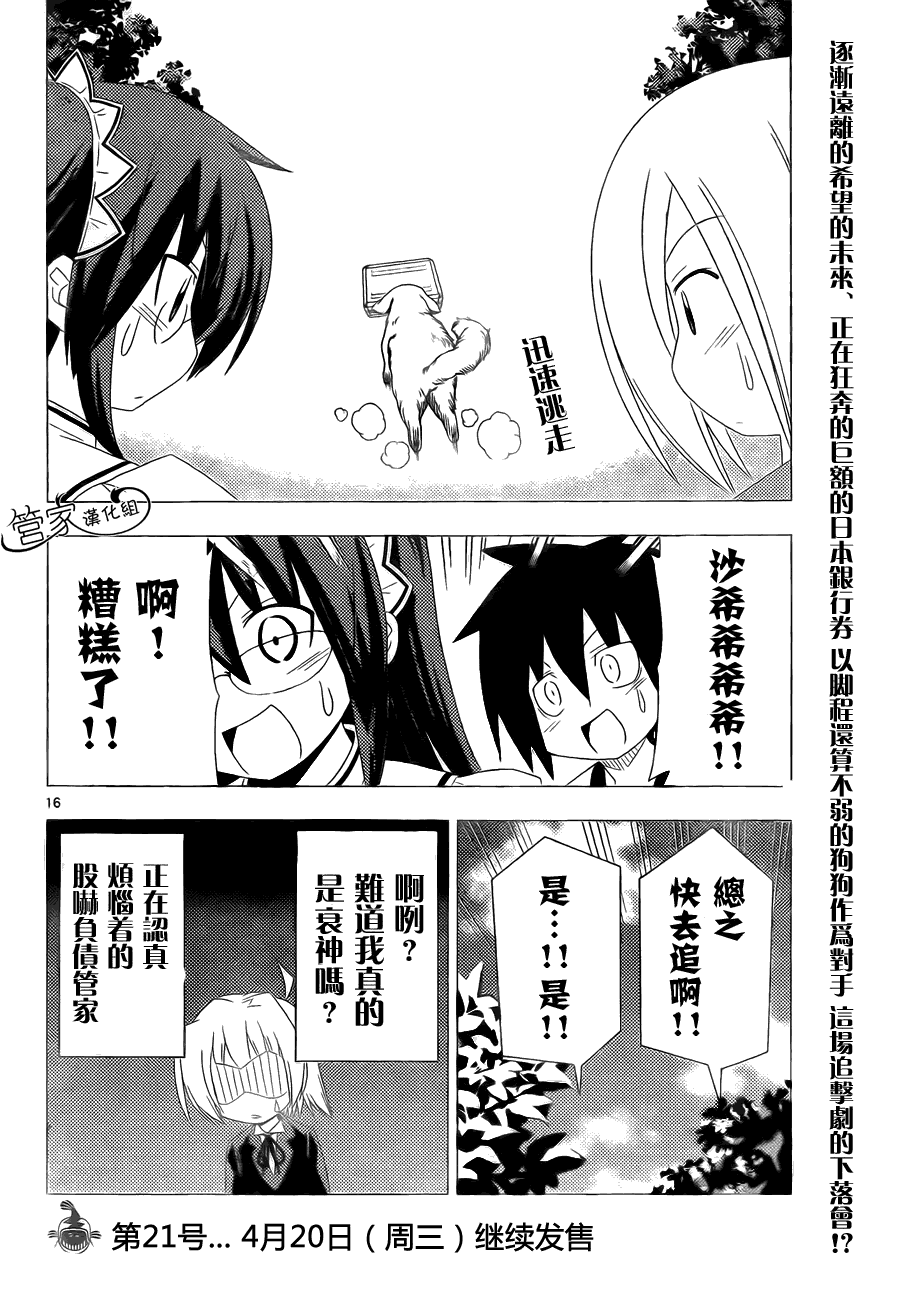 逐漸遠離的希望的未來、正在狂奔的巨額的日本銀行券 以脚程還算不弱的狗狗作爲對手 這場追擊劇的下落會!?
迅速逃走
管家
漢化組
沙希希希希希!!
啊!
糟糕了!!
16
總之
快去追啊!!
是…!!是!!
啊咧?
難道我真的
是衰神嗎?
正在認真
煩惱着的
股嚇負債管家
第21号... 4月20日（周三）继续发售